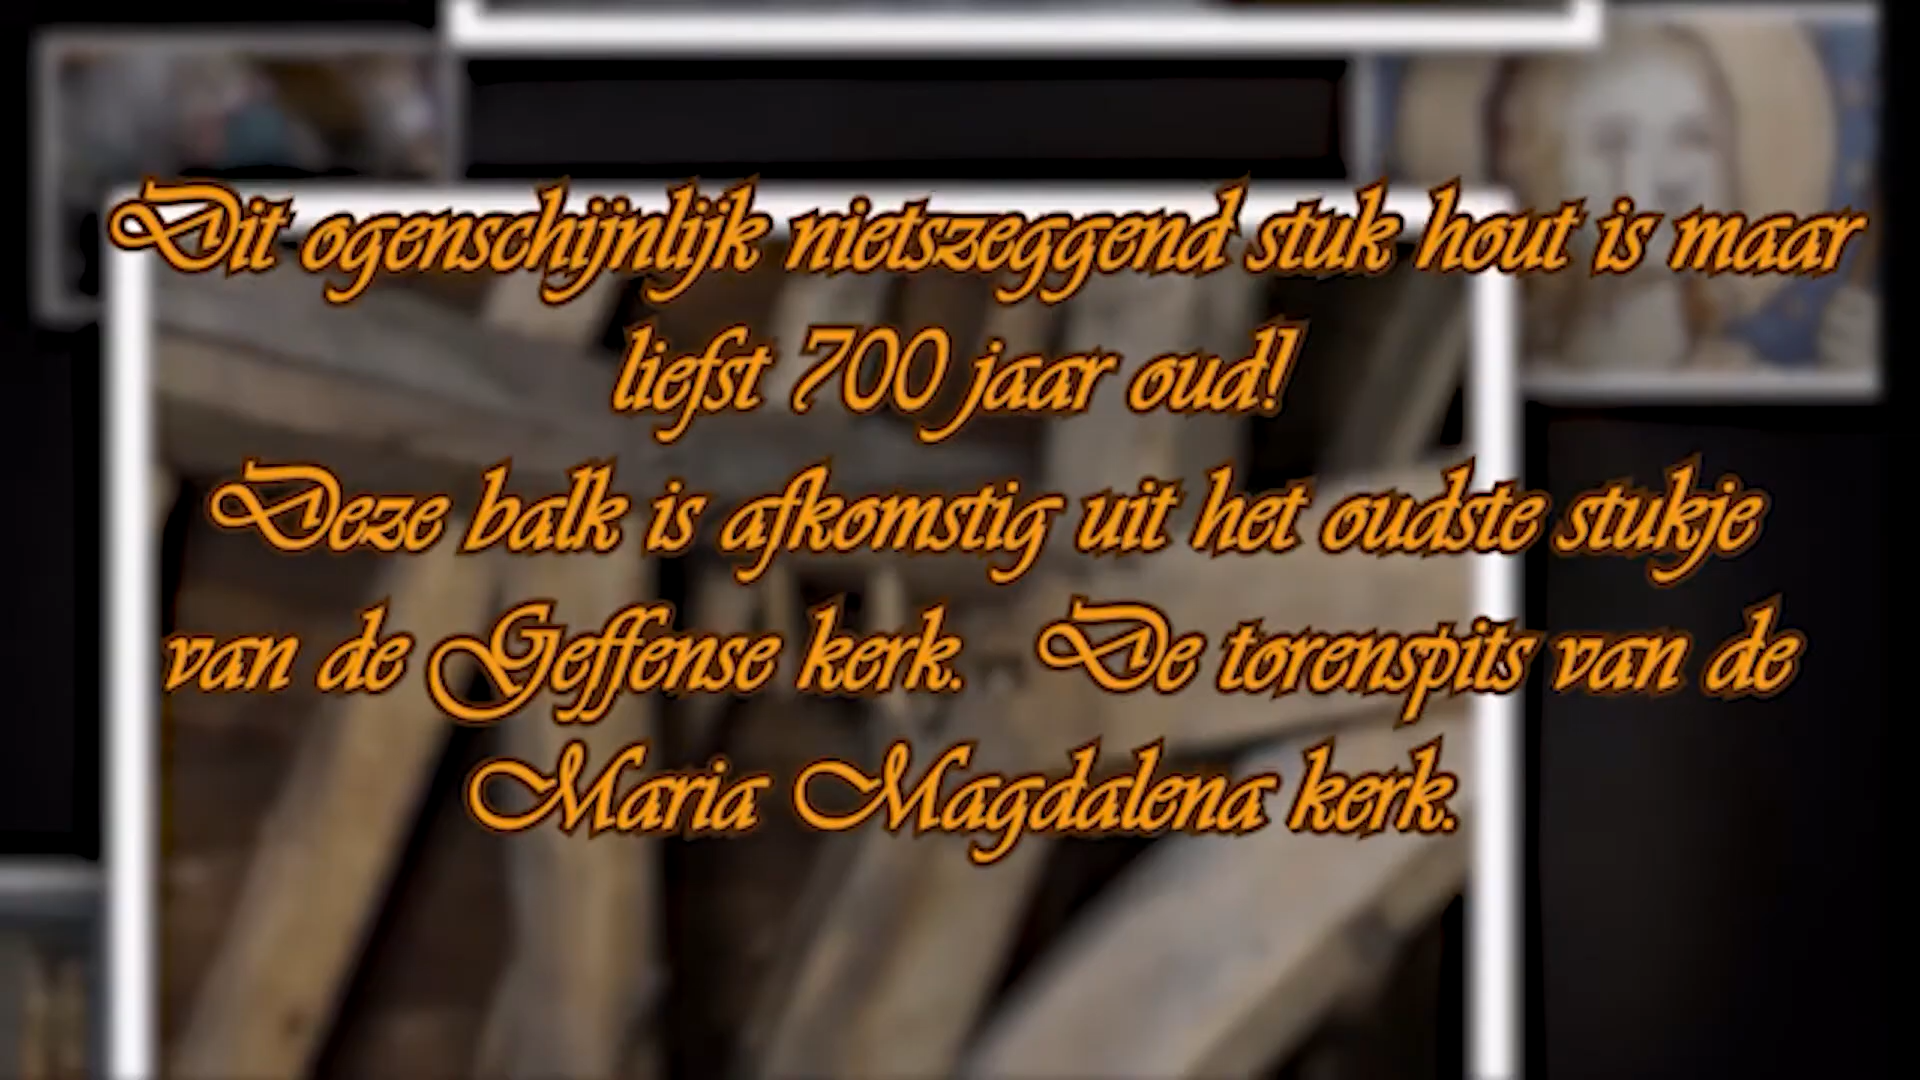 Dit ogenschijnlijk nietszeggend stuk hout is maar
liefst 700 jaar oud!
Deze balk is afkomstig uit het oudste stukje
van de Geffense kerk. De torenspits van de
Maria Magdalena kerk.